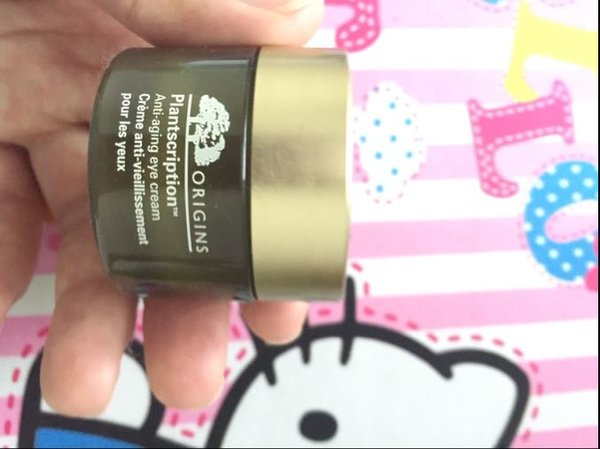 ORIGINS
Plantscription™
Anti-aging eye cream
Crème anti-vieillissement
pour les yeux